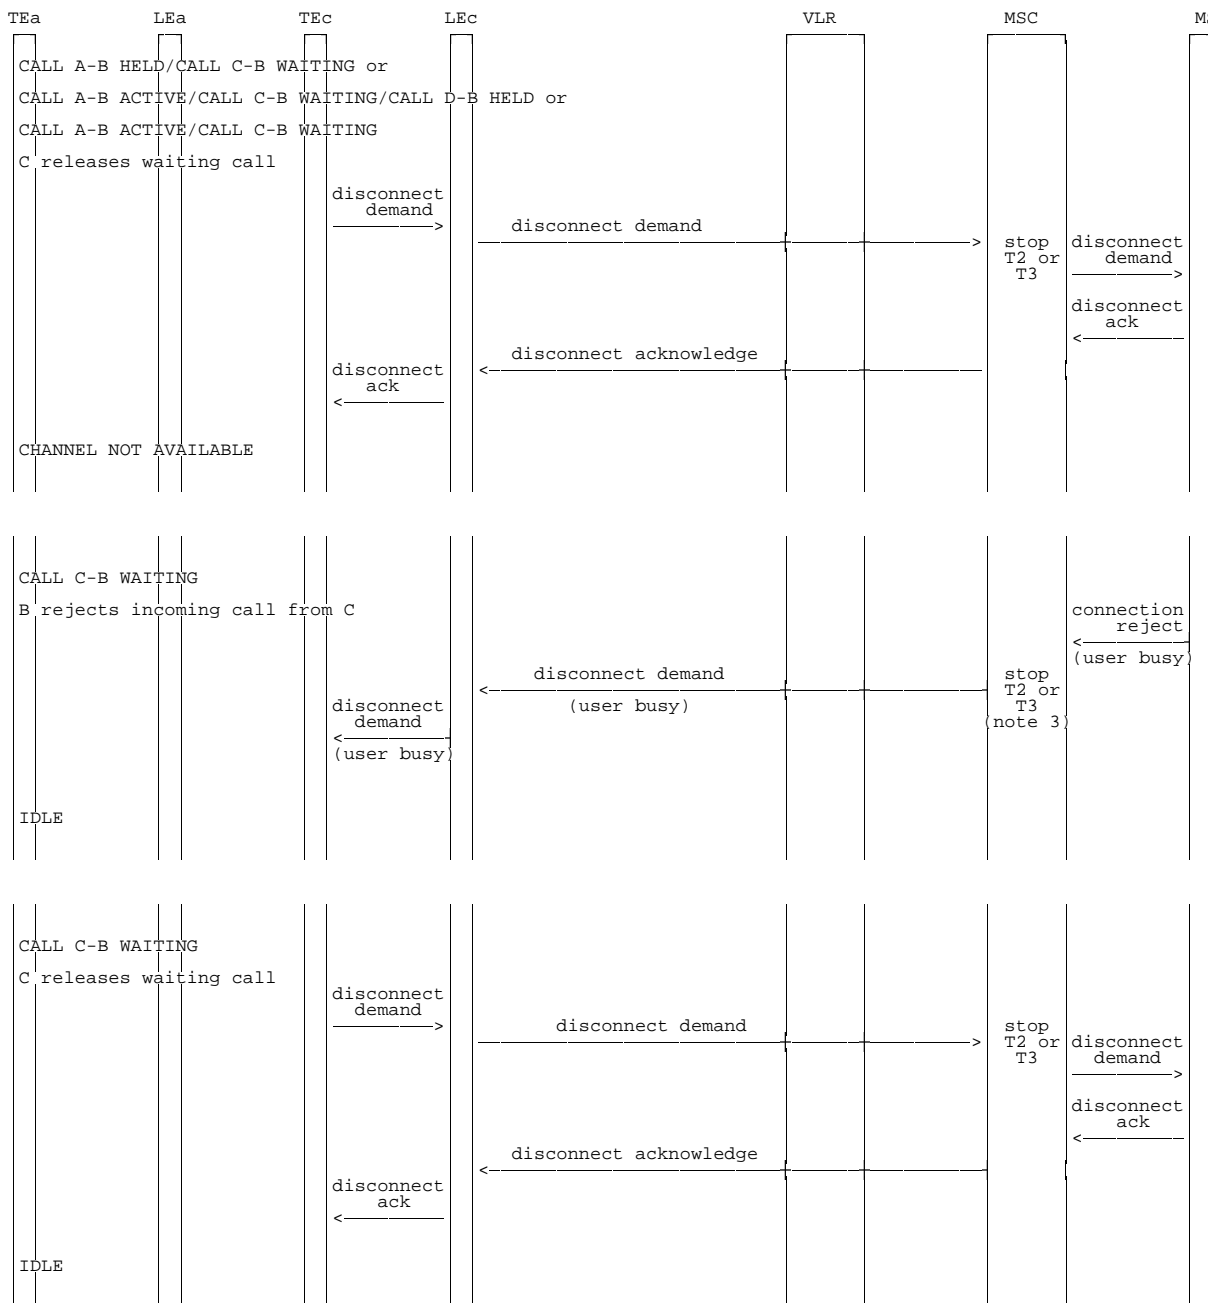 TEa LEa TEc LEc VLR MSC
CALL A-B HELD/CALL C-B WAITING or
CALL A-B ACTIVE/CALL C-B WAITING/CALL D-B HELD or
CALL A-B ACTIVE/CALL C-B WAITING
C releases waiting call
disconnect
demand
disconnect demand
stop
T2 or
T3
disconnect
demand
disconnect
ack
disconnect acknowledge
disconnect
ack
CHANNEL NOT AVAILABLE
CALL C-B WAITING
B rejects incoming call from C
connection
reject
(user busy)
stop
T2 or
T3
(note 3)
disconnect demand
(user busy)
disconnect
demand
(user busy)
IDLE
CALL C-B WAITING
C releases waiting call
disconnect
demand
disconnect demand
stop
T2 or
T3
disconnect
demand
disconnect
ack
disconnect acknowledge
disconnect
ack
IDLE